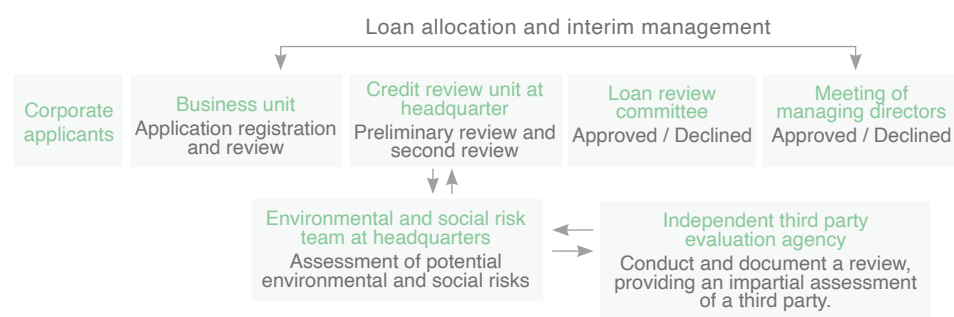 Loan allocation and interim management
Corporate
applicants
Business unit
Application registration
and review
Credit review unit at
headquarter
Preliminary review and
second review
Loan review
committee
Approved / Declined
Meeting of
managing directors
Approved / Declined
Environmental and social risk
team at headquarters
Assessment of potential
environmental and social risks
Independent third party
evaluation agency
Conduct and document a review,
providing an impartial assessment
of a third party.